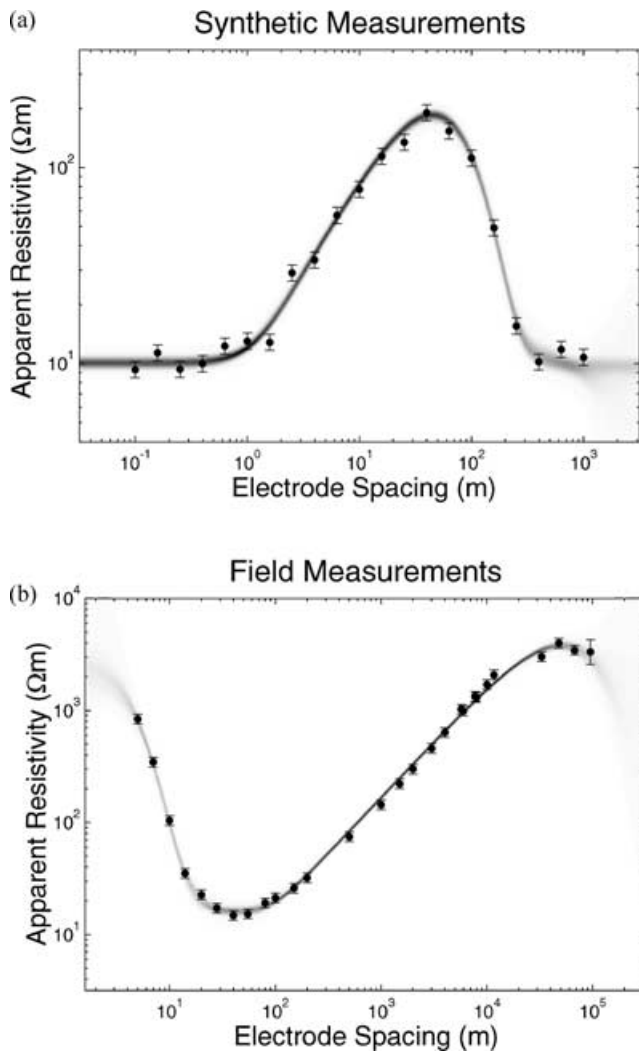 (a)
Synthetic Measurements
Apparent Resistivity (Ωm)
10²
10¹
10⁻¹ 10⁰ 10¹ 10² 10³
Electrode Spacing (m)
(b)
Field Measurements
Apparent Resistivity (Ωm)
10⁴
10³
10²
10¹
10¹ 10² 10³ 10⁴ 10⁵
Electrode Spacing (m)